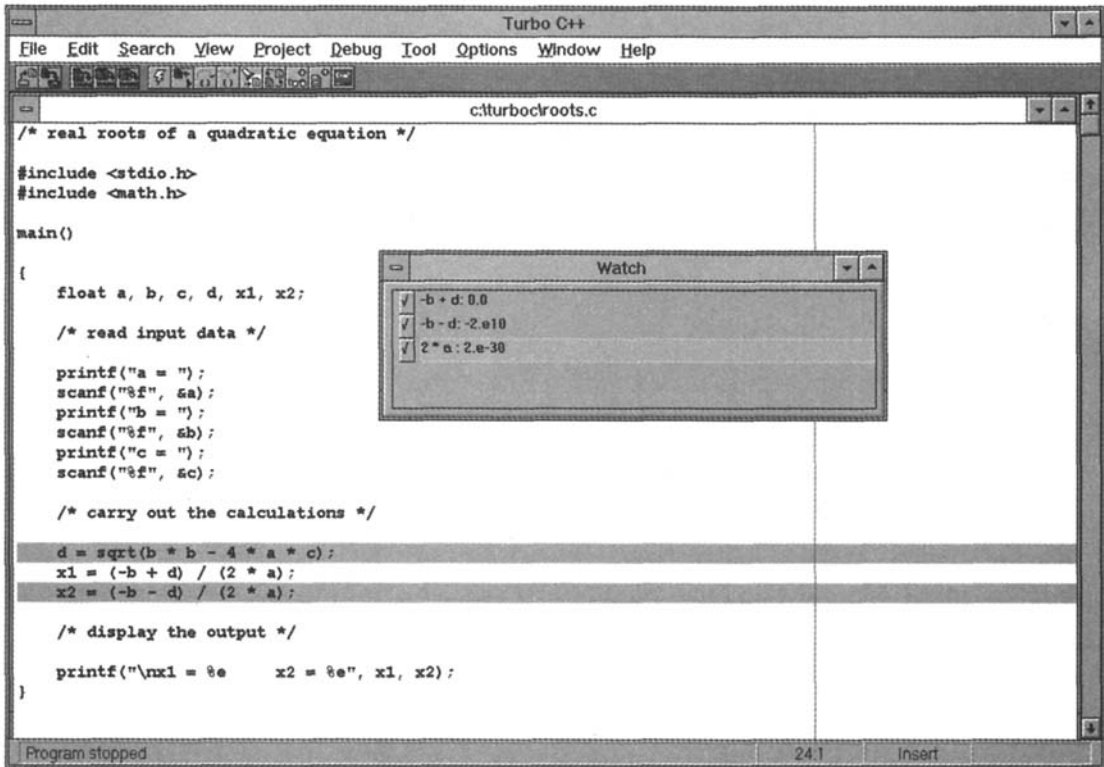 Turbo C++
File Edit Search View Project Debug Tool Options Window Help
c:\turboc\roots.c
/* real roots of a quadratic equation */
#include <stdio.h>
#include <math.h>
main()
{
float a, b, c, d, x1, x2;
/* read input data */
printf("a = ");
scanf("%f", &a);
printf("b = ");
scanf("%f", &b);
printf("c = ");
scanf("%f", &c);
/* carry out the calculations */
d = sqrt(b * b - 4 * a * c);
x1 = (-b + d) / (2 * a);
x2 = (-b - d) / (2 * a);
/* display the output */
printf("\nx1 = %e x2 = %e", x1, x2);
}
Watch
√ -b + d: 0.0
√ -b - d: -2.e10
√ 2 * a : 2.e-30
Program stopped 24:1 Insert